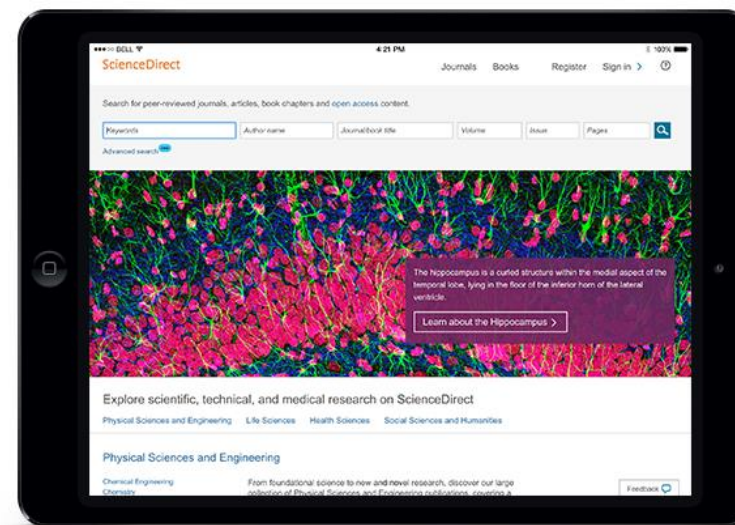 BELL 4:21 PM 100%
ScienceDirect
Journals Books Register Sign in > ?
Search for peer-reviewed journals, articles, book chapters and open access content.
Keywords Author name Journal/book title Volume Issue Pages
Advanced search
The hippocampus is a curled structure within the medial aspect of the
temporal lobe, lying in the floor of the inferior horn of the lateral
ventricle.
Learn about the Hippocampus >
Explore scientific, technical, and medical research on ScienceDirect
Physical Sciences and Engineering Life Sciences Health Sciences Social Sciences and Humanities
Physical Sciences and Engineering
Chemical Engineering
Chemistry
From foundational science to new and novel research, discover our large
collection of Physical Sciences and Engineering publications, covering a
Feedback